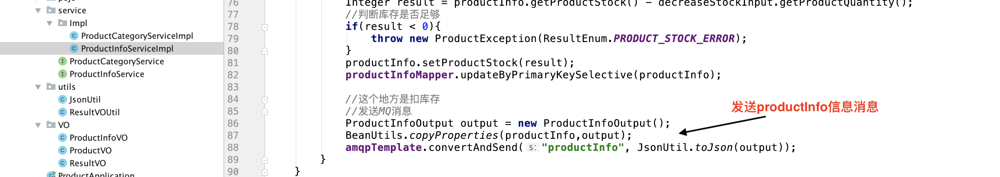 pojo
service
Impl
ProductCategoryServiceImpl
ProductInfoServiceImpl
ProductCategoryService
ProductInfoService
utils
JsonUtil
ResultVOUtil
VO
ProductInfoVO
ProductVO
ResultVO
ProductApplication
76 Integer result = productInfo.getProductStock() - decreaseStockInput.getProductQuantity();
77 //判断库存是否足够
78 if(result < 0){
79 throw new ProductException(ResultEnum.PRODUCT_STOCK_ERROR);
80 }
81 productInfo.setProductStock(result);
82 productInfoMapper.updateByPrimaryKeySelective(productInfo);
83
84 //这个地方是扣库存
85 //发送MQ消息
发送productInfo信息消息
86 ProductInfoOutput output = new ProductInfoOutput();
87 BeanUtils.copyProperties(productInfo,output);
88 amqpTemplate.convertAndSend( s: "productInfo", JsonUtil.toJson(output));
89 }
90 }